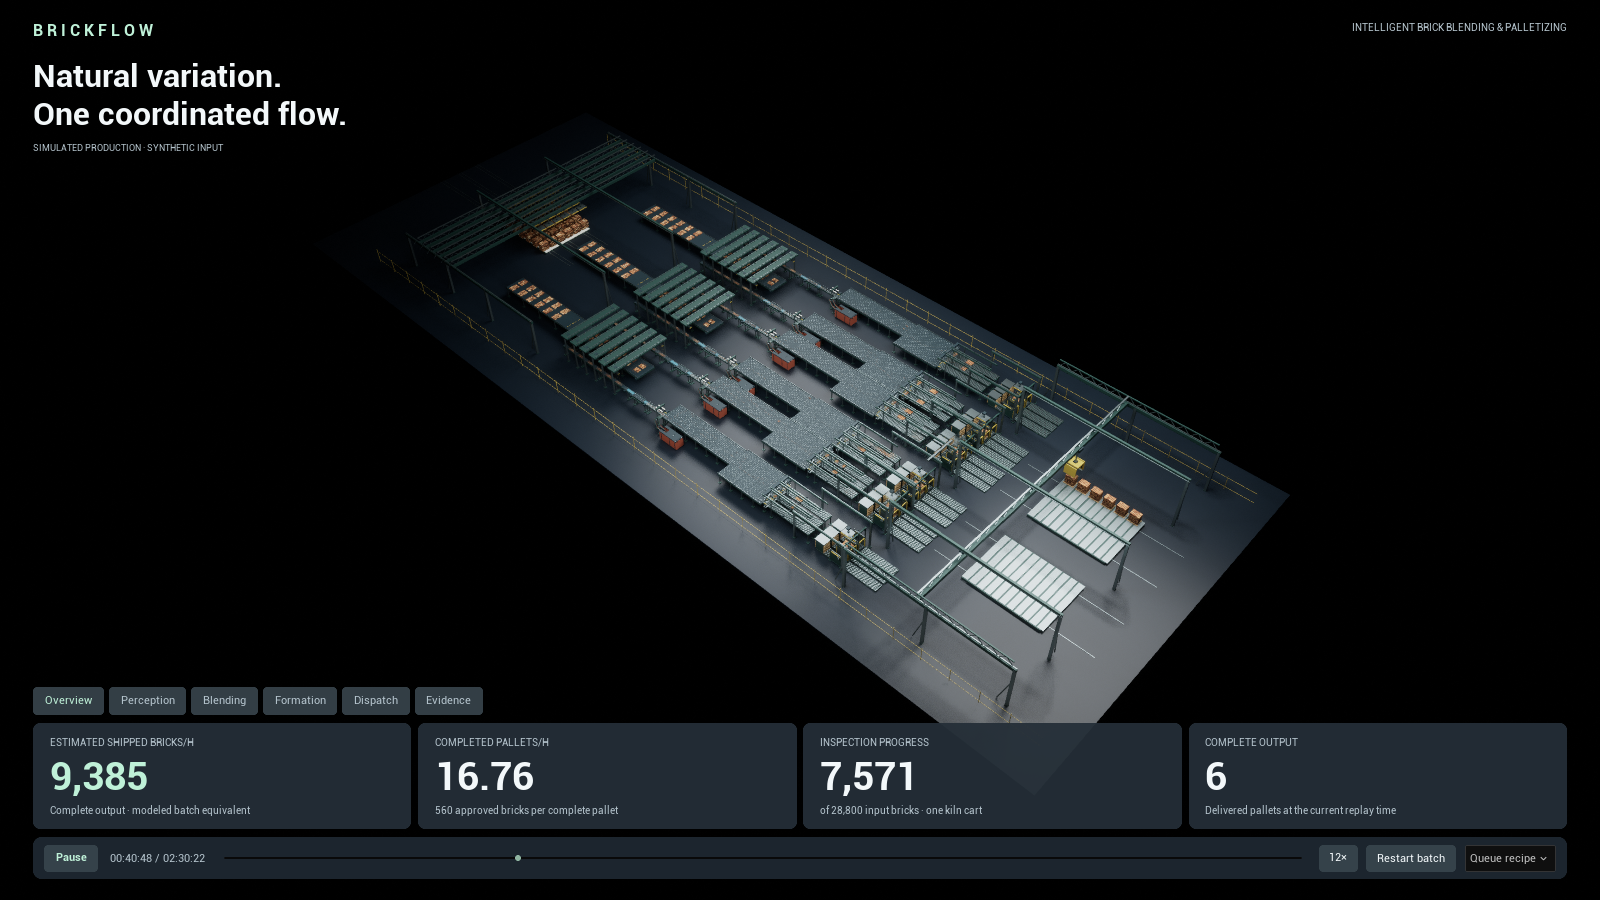 BRICKFLOW
INTELLIGENT BRICK BLENDING & PALLETIZING
Natural variation.
One coordinated flow.
SIMULATED PRODUCTION · SYNTHETIC INPUT
Overview
Perception
Blending
Formation
Dispatch
Evidence
ESTIMATED SHIPPED BRICKS/H
9,385
Complete output · modeled batch equivalent
COMPLETED PALLETS/H
16.76
560 approved bricks per complete pallet
INSPECTION PROGRESS
7,571
of 28,800 input bricks · one kiln cart
COMPLETE OUTPUT
6
Delivered pallets at the current replay time
Pause
00:40:48 / 02:30:22
12×
Restart batch
Queue recipe